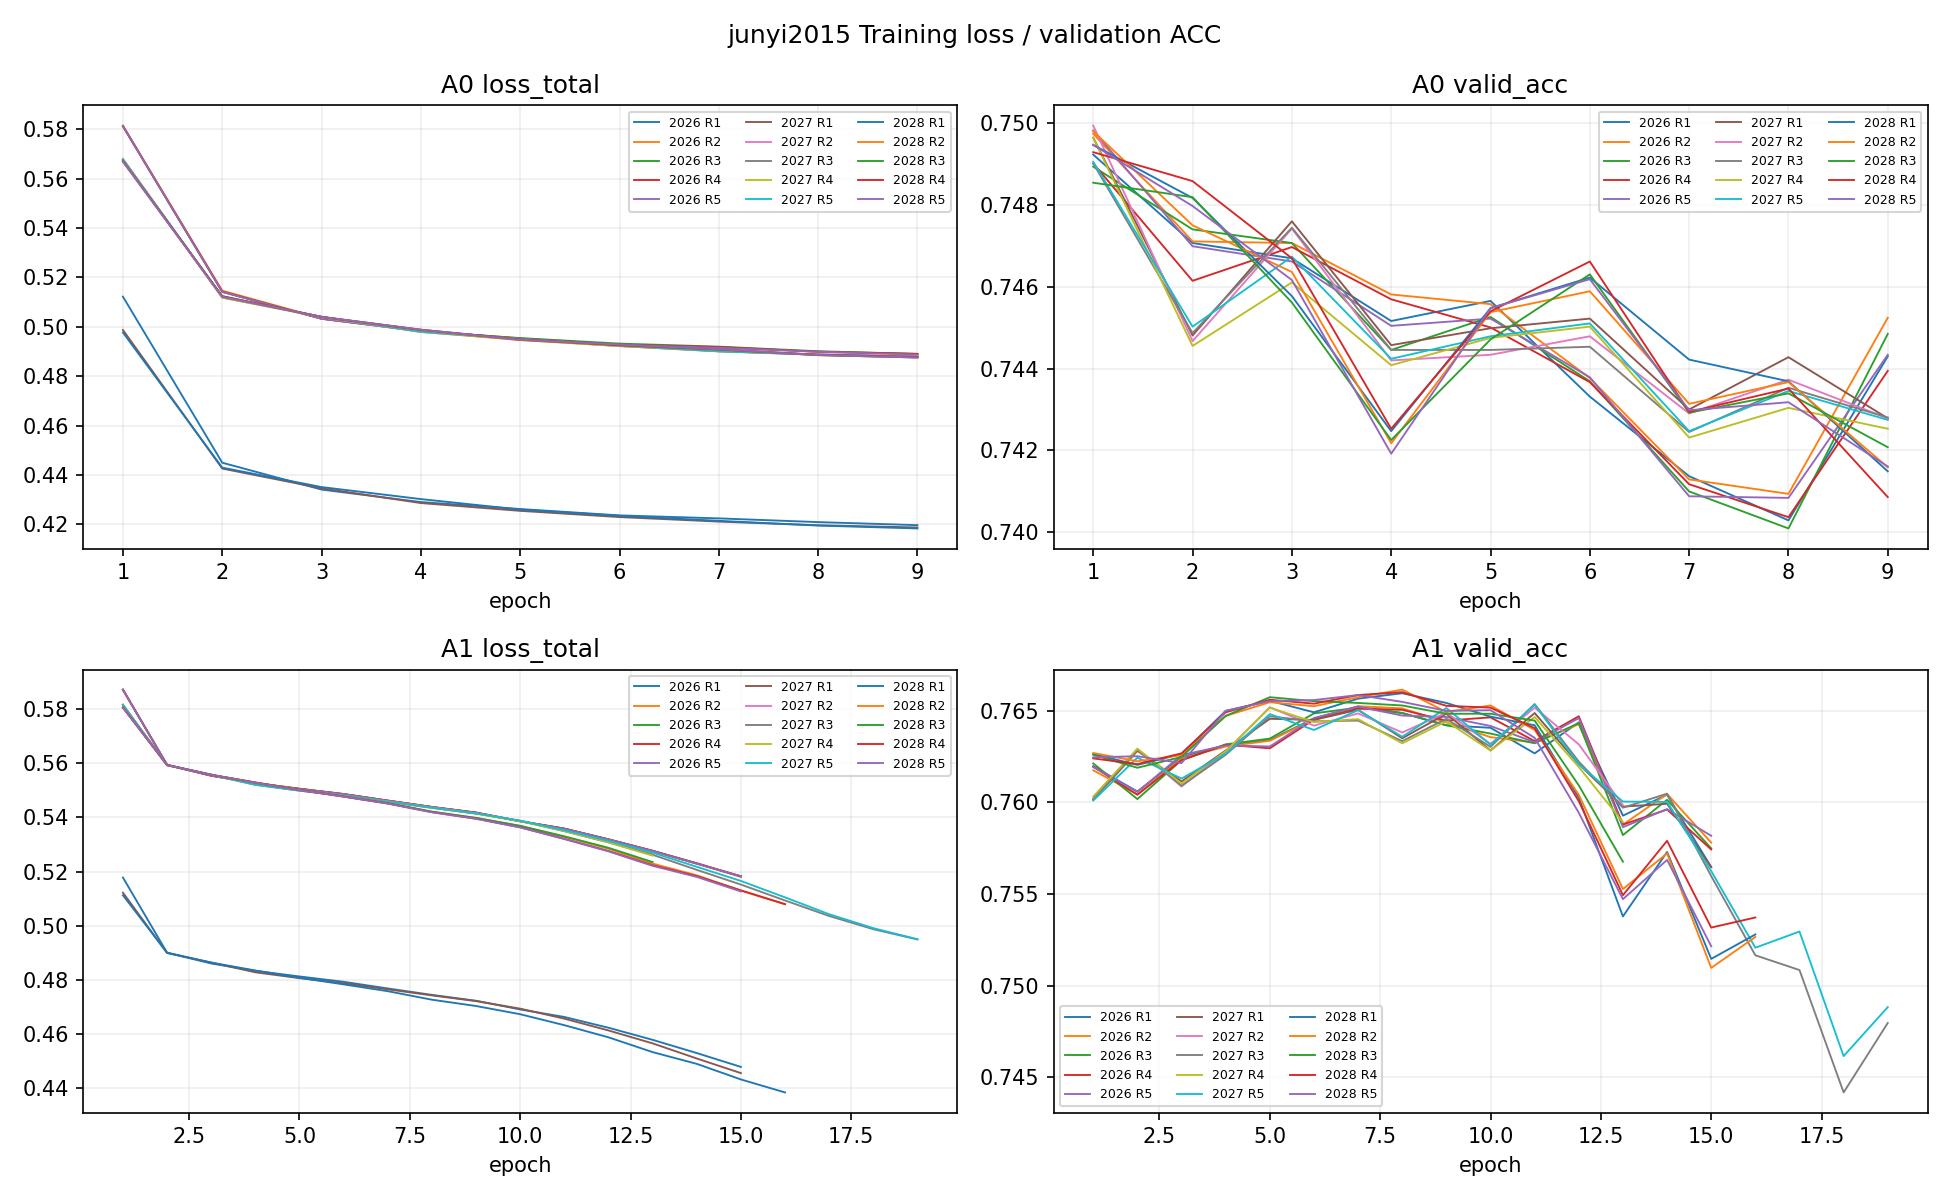 junyi2015 Training loss / validation ACC
A0 loss_total
0.58
0.56
0.54
0.52
0.50
0.48
0.46
0.44
0.42
2026 R1 2027 R1 2028 R1
2026 R2 2027 R2 2028 R2
2026 R3 2027 R3 2028 R3
2026 R4 2027 R4 2028 R4
2026 R5 2027 R5 2028 R5
1 2 3 4 5 6 7 8 9
epoch
A0 valid_acc
0.750
0.748
0.746
0.744
0.742
0.740
2026 R1 2027 R1 2028 R1
2026 R2 2027 R2 2028 R2
2026 R3 2027 R3 2028 R3
2026 R4 2027 R4 2028 R4
2026 R5 2027 R5 2028 R5
1 2 3 4 5 6 7 8 9
epoch
A1 loss_total
0.58
0.56
0.54
0.52
0.50
0.48
0.46
0.44
2026 R1 2027 R1 2028 R1
2026 R2 2027 R2 2028 R2
2026 R3 2027 R3 2028 R3
2026 R4 2027 R4 2028 R4
2026 R5 2027 R5 2028 R5
2.5 5.0 7.5 10.0 12.5 15.0 17.5
epoch
A1 valid_acc
0.765
0.760
0.755
0.750
0.745
2026 R1 2027 R1 2028 R1
2026 R2 2027 R2 2028 R2
2026 R3 2027 R3 2028 R3
2026 R4 2027 R4 2028 R4
2026 R5 2027 R5 2028 R5
2.5 5.0 7.5 10.0 12.5 15.0 17.5
epoch